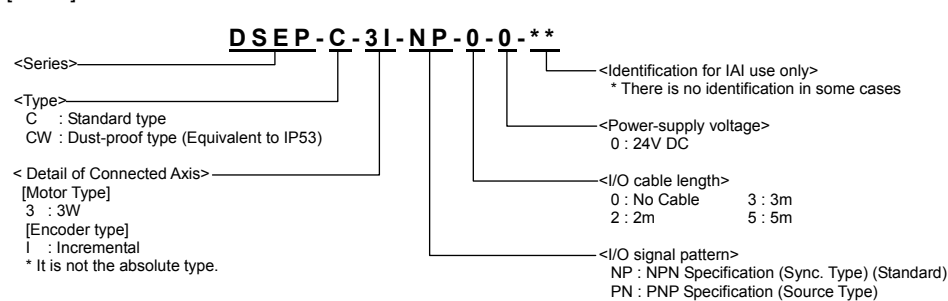 DSEP-C-3I-NP-0-0-**
<Series>
<Type>
C : Standard type
CW : Dust-proof type (Equivalent to IP53)
< Detail of Connected Axis>
[Motor Type]
3 : 3W
[Encoder type]
I : Incremental
* It is not the absolute type.
<Identification for IAI use only>
* There is no identification in some cases
<Power-supply voltage>
0 : 24V DC
<I/O cable length>
0 : No Cable 3 : 3m
2 : 2m 5 : 5m
<I/O signal pattern>
NP : NPN Specification (Sync. Type) (Standard)
PN : PNP Specification (Source Type)